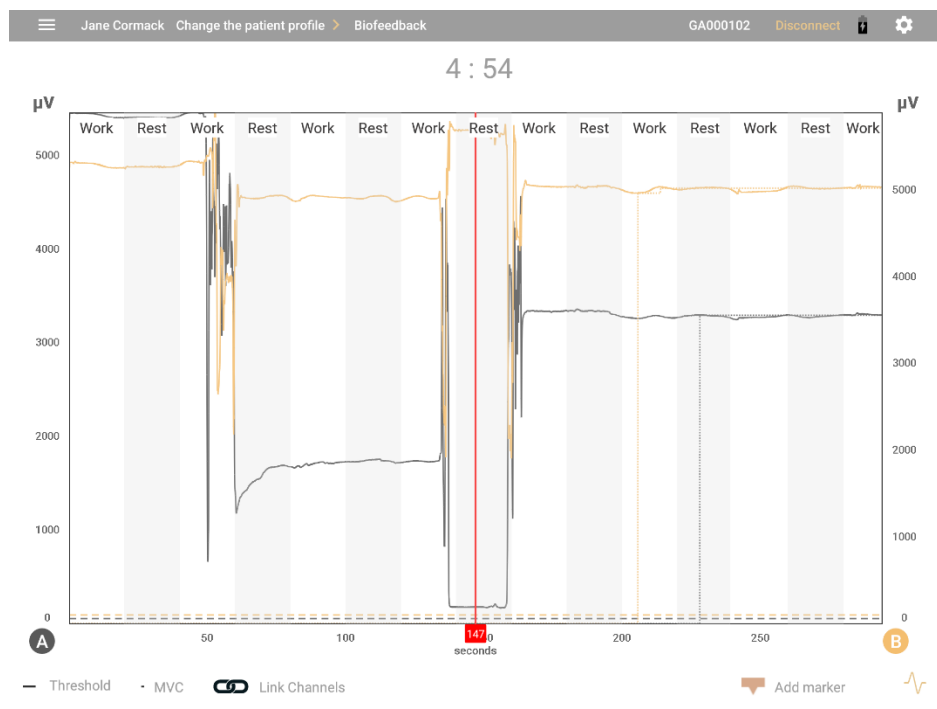 Jane Cormack Change the patient profile > Biofeedback GA000102 Disconnect
4 : 54
µV µV
Work Rest Work Rest Work Rest Work Rest Work Rest Work Rest Work Rest Work
5000
4000
3000
2000
1000
0
5000
4000
3000
2000
1000
0
50 100 147 0 200 250
seconds
A
B
Threshold MVC Link Channels Add marker